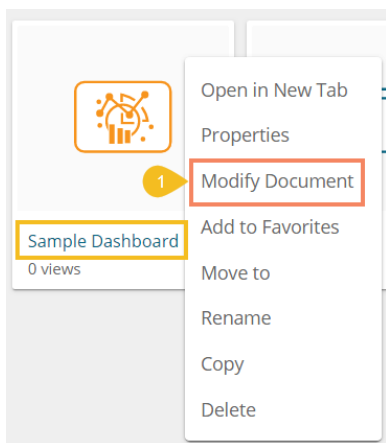 Open in New Tab
Properties
1
Modify Document
Sample Dashboard
0 views
Add to Favorites
Move to
Rename
Copy
Delete